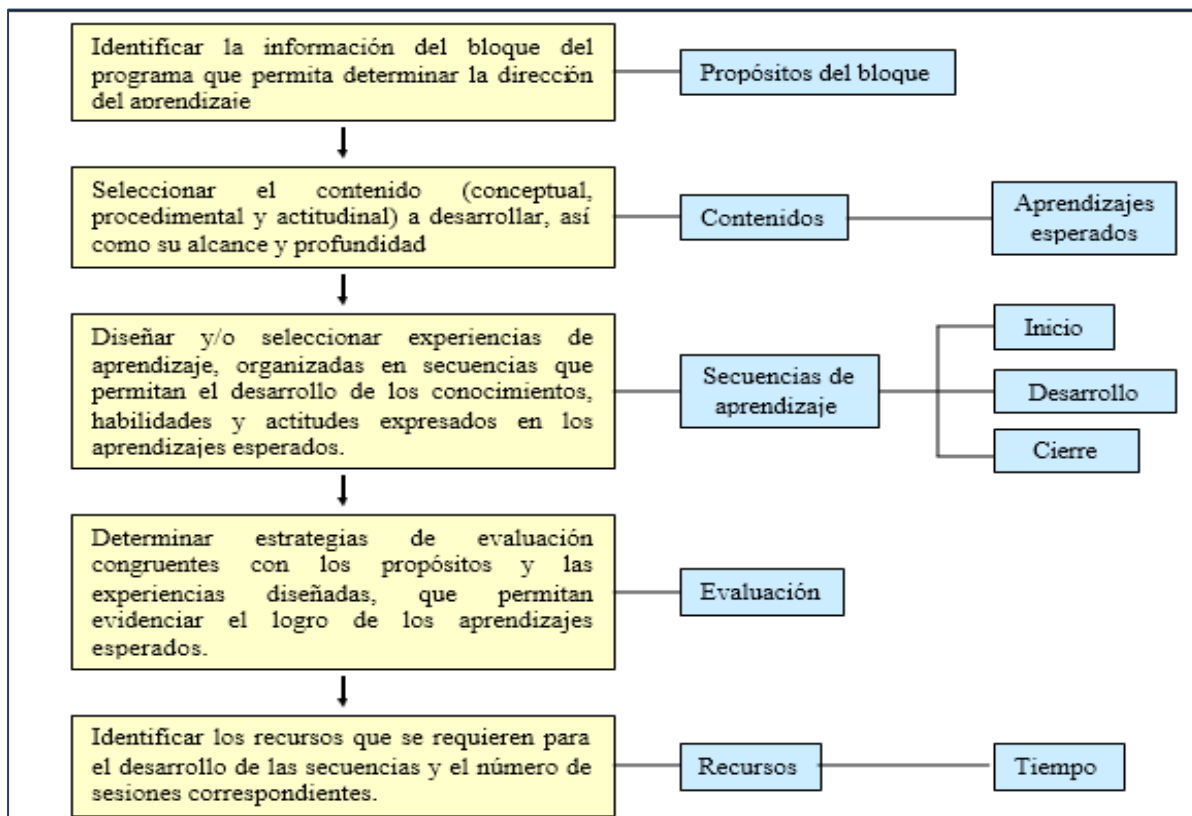 Identificar la información del bloque del
programa que permita determinar la dirección
del aprendizaje
Propósitos del bloque
Seleccionar el contenido (conceptual,
procedimental y actitudinal) a desarrollar, así
como su alcance y profundidad
Contenidos
Aprendizajes
esperados
Diseñar y/o seleccionar experiencias de
aprendizaje, organizadas en secuencias que
permitan el desarrollo de los conocimientos,
habilidades y actitudes expresados en los
aprendizajes esperados.
Secuencias de
aprendizaje
Inicio
Desarrollo
Cierre
Determinar estrategias de evaluación
congruentes con los propósitos y las
experiencias diseñadas, que permitan
evidenciar el logro de los aprendizajes
esperados.
Evaluación
Identificar los recursos que se requieren para
el desarrollo de las secuencias y el número de
sesiones correspondientes.
Recursos
Tiempo